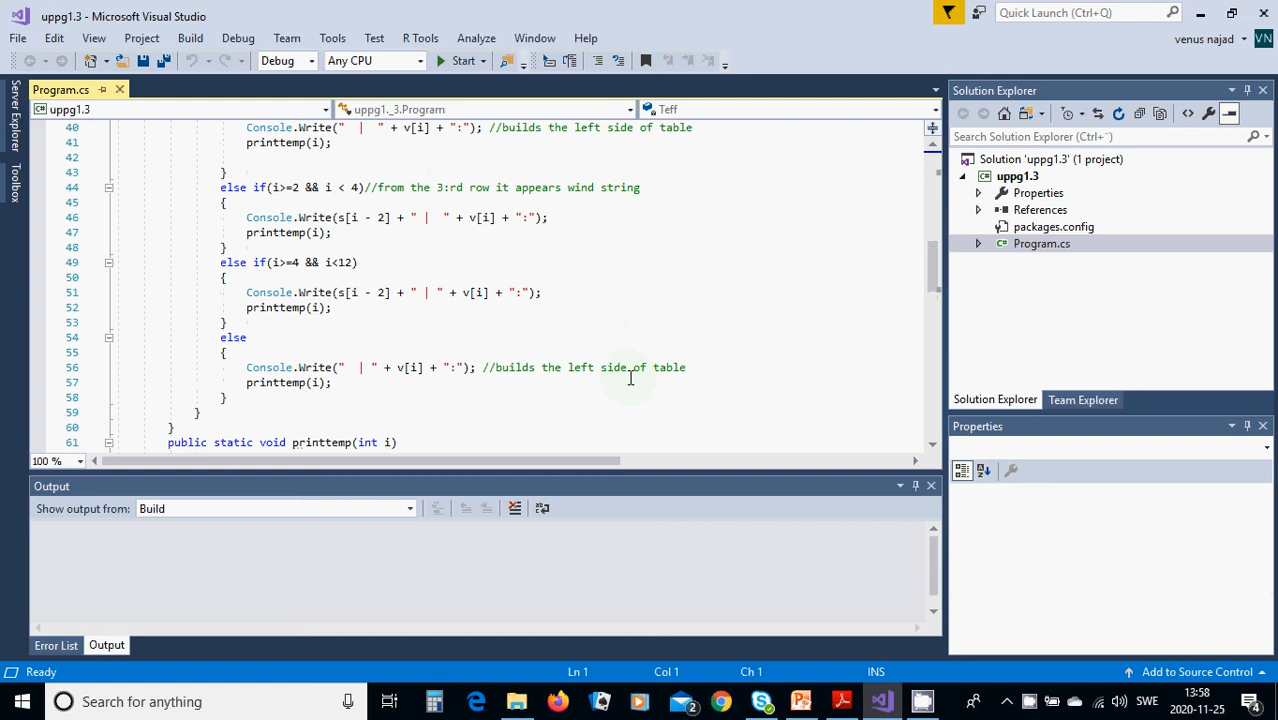 uppg1.3 - Microsoft Visual Studio
Quick Launch (Ctrl+Q)
File Edit View Project Build Debug Team Tools Test R Tools Analyze Window Help
venus najad
VN
Debug Any CPU Start
Server Explorer
Toolbox
Program.cs
uppg1.3 uppg1._3.Program Teff
40 Console.Write("  |  " + v[i] + ":"); //builds the left side of table
41 printtemp(i);
42
43 }
44 else if(i>=2 && i < 4)//from the 3:rd row it appears wind string
45 {
46 Console.Write(s[i - 2] + " |  " + v[i] + ":");
47 printtemp(i);
48 }
49 else if(i>=4 && i<12)
50 {
51 Console.Write(s[i - 2] + " | " + v[i] + ":");
52 printtemp(i);
53 }
54 else
55 {
56 Console.Write("  | " + v[i] + ":"); //builds the left side of table
57 printtemp(i);
58 }
59 }
60 }
61 public static void printtemp(int i)
100 %
Output
Show output from: Build
Error List Output
Solution Explorer
Search Solution Explorer (Ctrl+¨)
Solution 'uppg1.3' (1 project)
C# uppg1.3
Properties
References
packages.config
C# Program.cs
Solution Explorer Team Explorer
Properties
Ready Ln 1 Col 1 Ch 1 INS Add to Source Control
Search for anything
2
SWE
13:58
2020-11-25
4